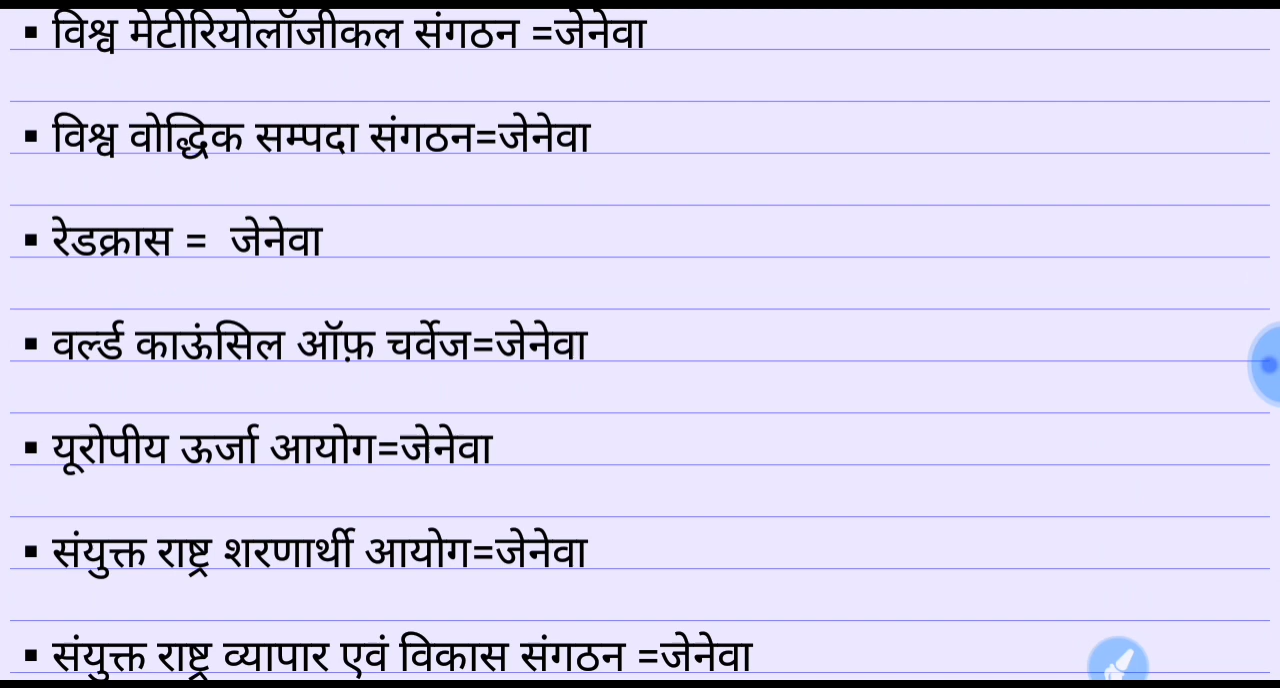 ▪ विश्व मेटीरियोलॉजीकल संगठन =जेनेवा
▪ विश्व वोद्धिक सम्पदा संगठन=जेनेवा
▪ रेडक्रास = जेनेवा
▪ वर्ल्ड काऊंसिल ऑफ़ चर्वेज=जेनेवा
▪ यूरोपीय ऊर्जा आयोग=जेनेवा
▪ संयुक्त राष्ट्र शरणार्थी आयोग=जेनेवा
▪ संयुक्त राष्ट्र व्यापार एवं विकास संगठन =जेनेवा